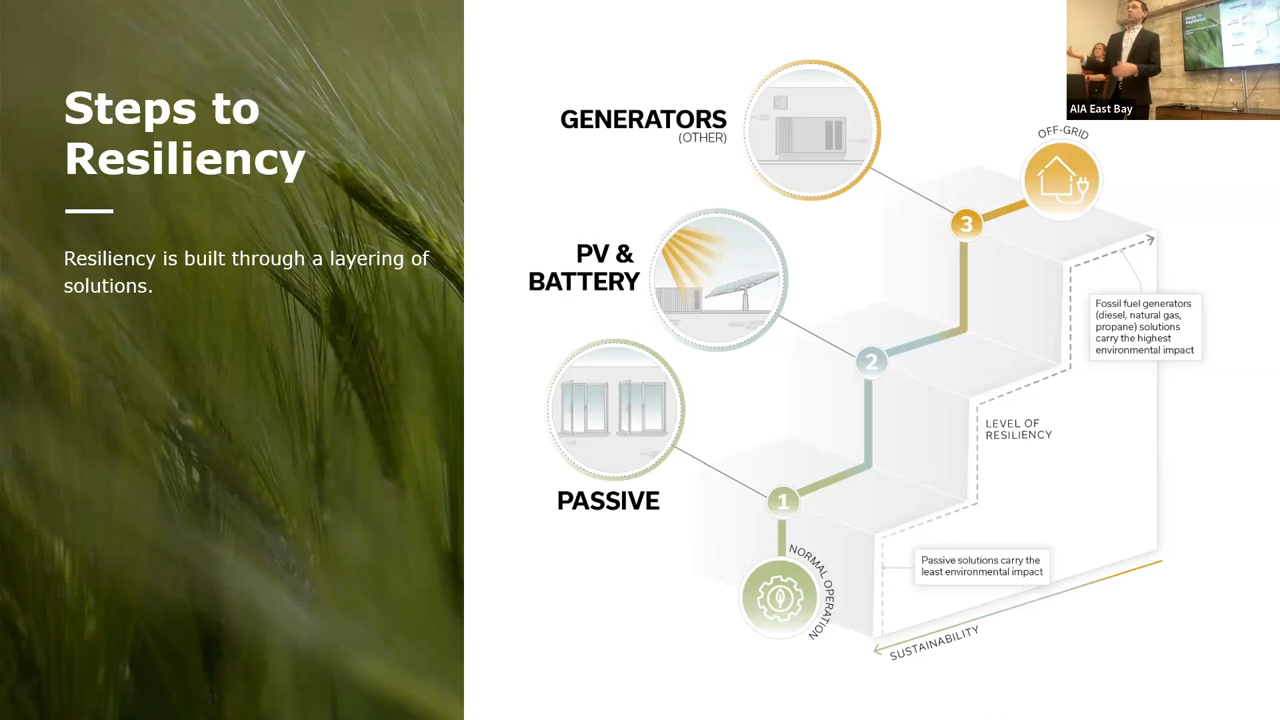 Steps to
Resiliency
Resiliency is built through a layering of
solutions.
GENERATORS
(OTHER)
PV &
BATTERY
PASSIVE
AIA East Bay
OFF-GRID
3
2
1
Fossil fuel generators
(diesel, natural gas,
propane) solutions
carry the highest
environmental impact
LEVEL OF
RESILIENCY
Passive solutions carry the
least environmental impact
NORMAL OPERATION
SUSTAINABILITY